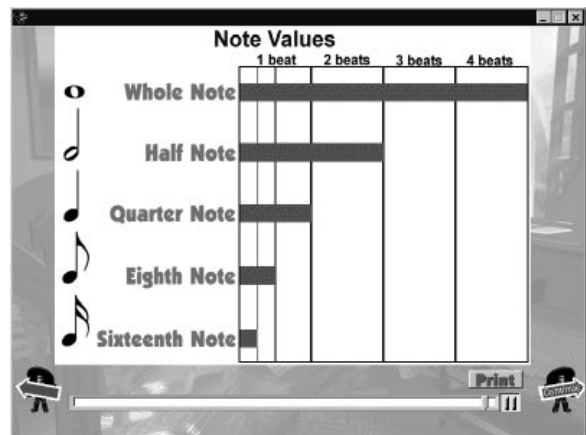 Note Values
1 beat 2 beats 3 beats 4 beats
Whole Note
Half Note
Quarter Note
Eighth Note
Sixteenth Note
Print
Continue